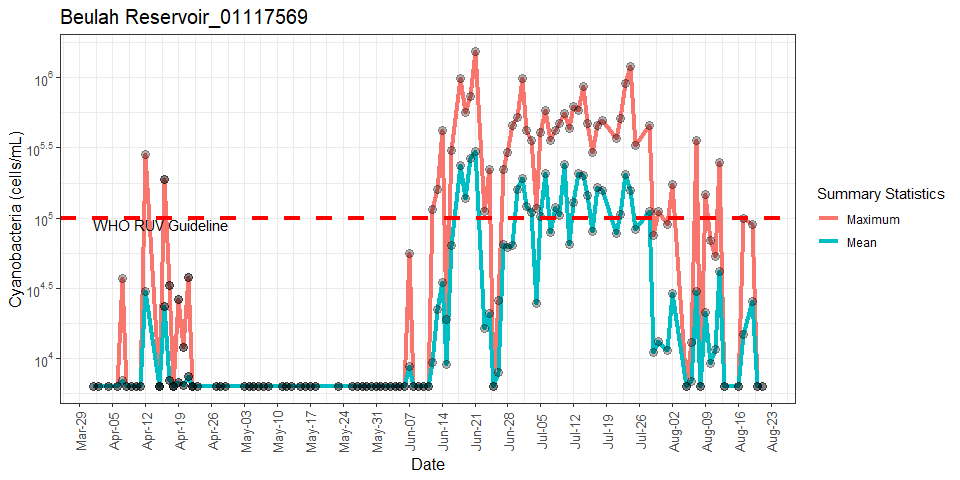 Beulah Reservoir_01117569
Cyanobacteria (cells/mL)
10^6
10^5.5
10^5
10^4.5
10^4
WHO RUV Guideline
Mar-29 Apr-05 Apr-12 Apr-19 Apr-26 May-03 May-10 May-17 May-24 May-31 Jun-07 Jun-14 Jun-21 Jun-28 Jul-05 Jul-12 Jul-19 Jul-26 Aug-02 Aug-09 Aug-16 Aug-23
Date
Summary Statistics
Maximum
Mean